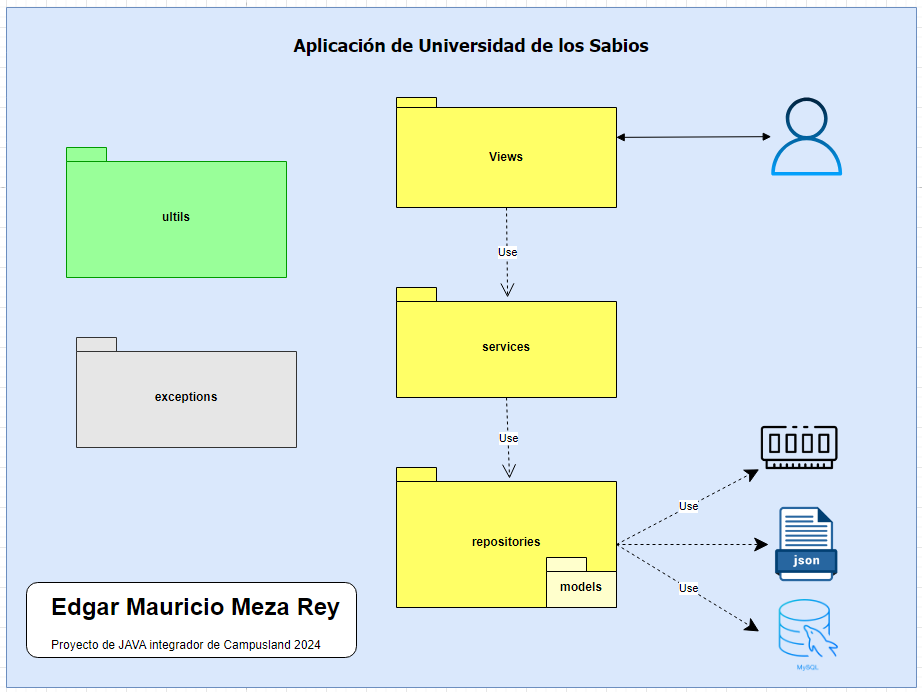 Aplicación de Universidad de los Sabios
Views
ultils
Use
services
exceptions
Use
repositories
models
Use
json
Use
MySQL
Edgar Mauricio Meza Rey
Proyecto de JAVA integrador de Campusland 2024